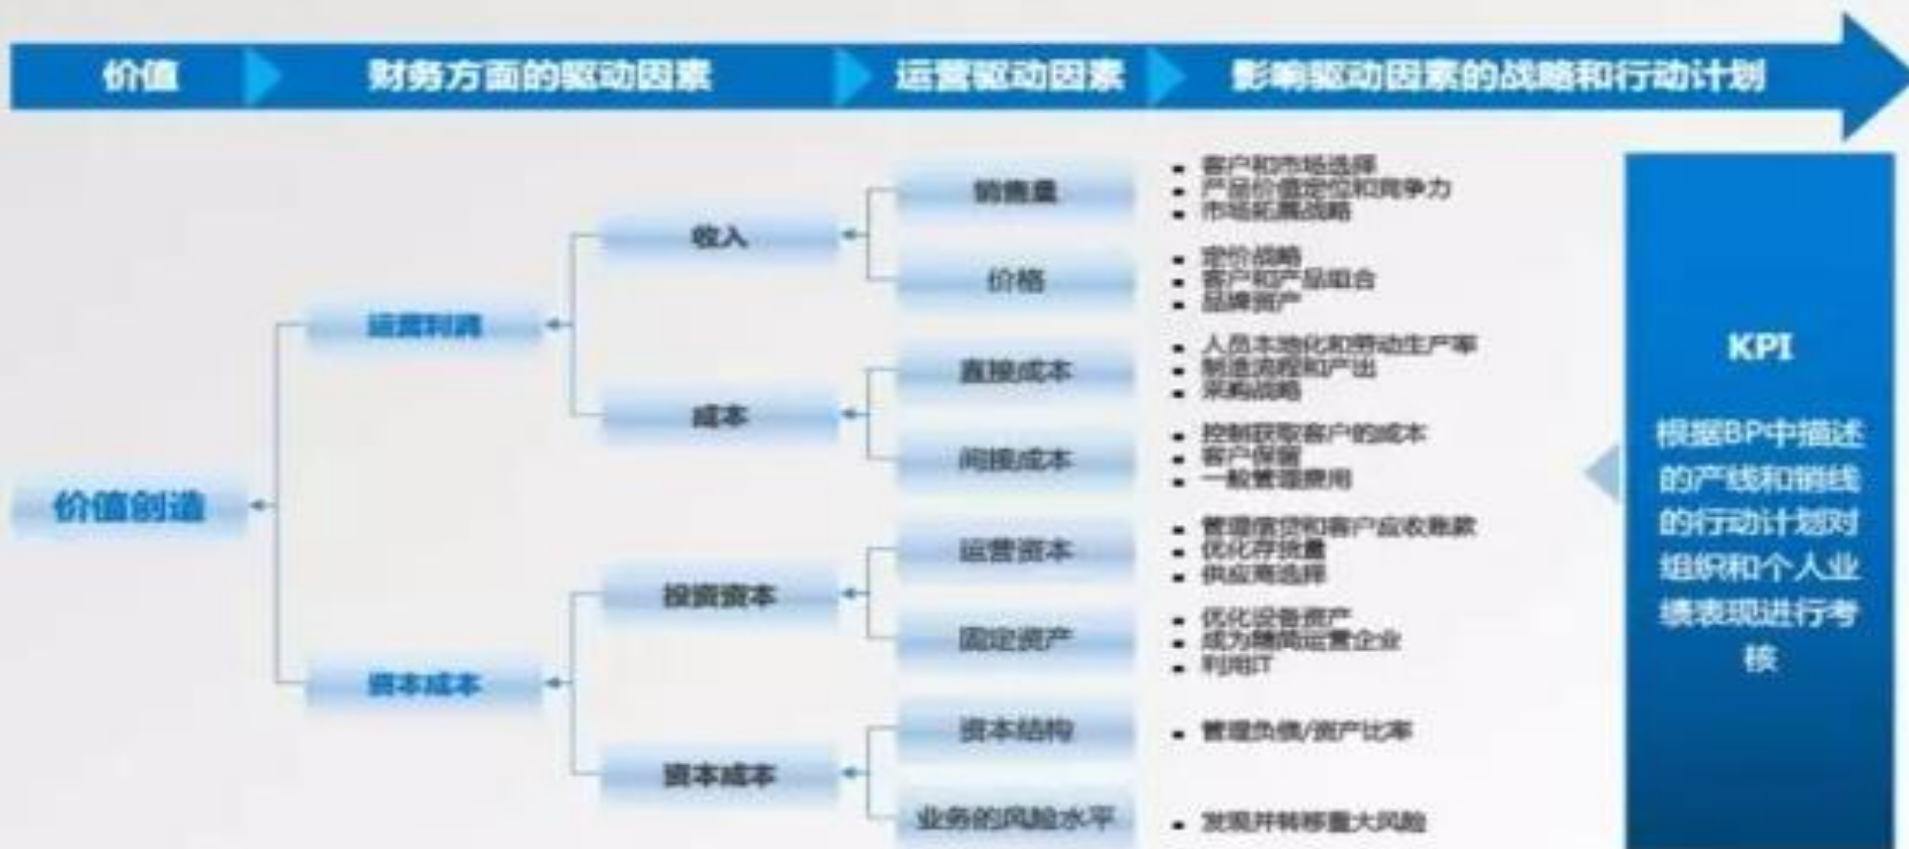 价值
财务方面的驱动因素
运营驱动因素
影响驱动因素的战略和行动计划
价值创造
运营利润
资本成本
收入
成本
投资资本
资本成本
销售量
价格
直接成本
间接成本
运营资本
固定资产
资本结构
业务的风险水平
▪ 客户和市场选择
▪ 产品价值定位和竞争力
▪ 市场拓展战略
▪ 定价战略
▪ 客户和产品组合
▪ 品牌资产
▪ 人员本地化和劳动生产率
▪ 制造流程和产出
▪ 采购战略
▪ 控制获取客户的成本
▪ 客户保留
▪ 一般管理费用
▪ 管理信贷和客户应收账款
▪ 优化存货量
▪ 供应商选择
▪ 优化设备资产
▪ 成为精简运营企业
▪ 利用IT
▪ 管理负债/资产比率
▪ 发现并转移重大风险
KPI
根据BP中描述
的产线和销线
的行动计划对
组织和个人业
绩表现进行考
核